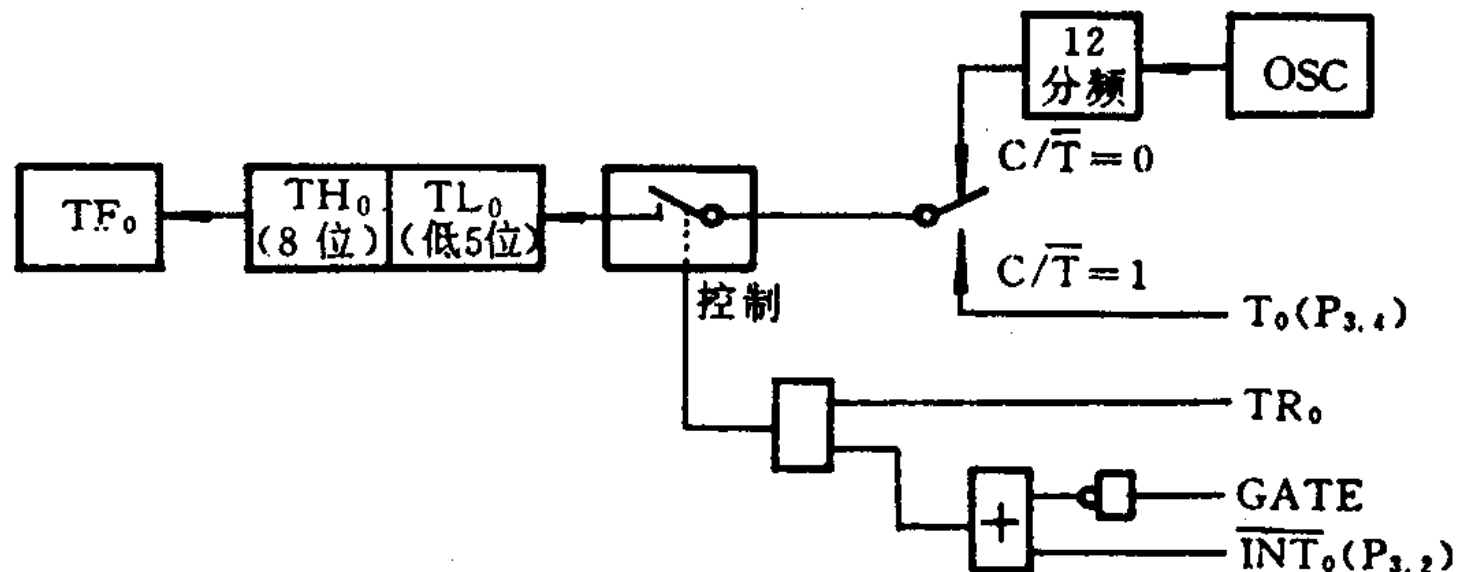 12
分频
OSC
C/T̅=0
TF₀
TH₀
(8 位)
TL₀
(低5位)
控制
C/T̅=1
T₀(P₃.₄)
TR₀
+
GATE
I̅N̅T̅₀(P₃.₂)